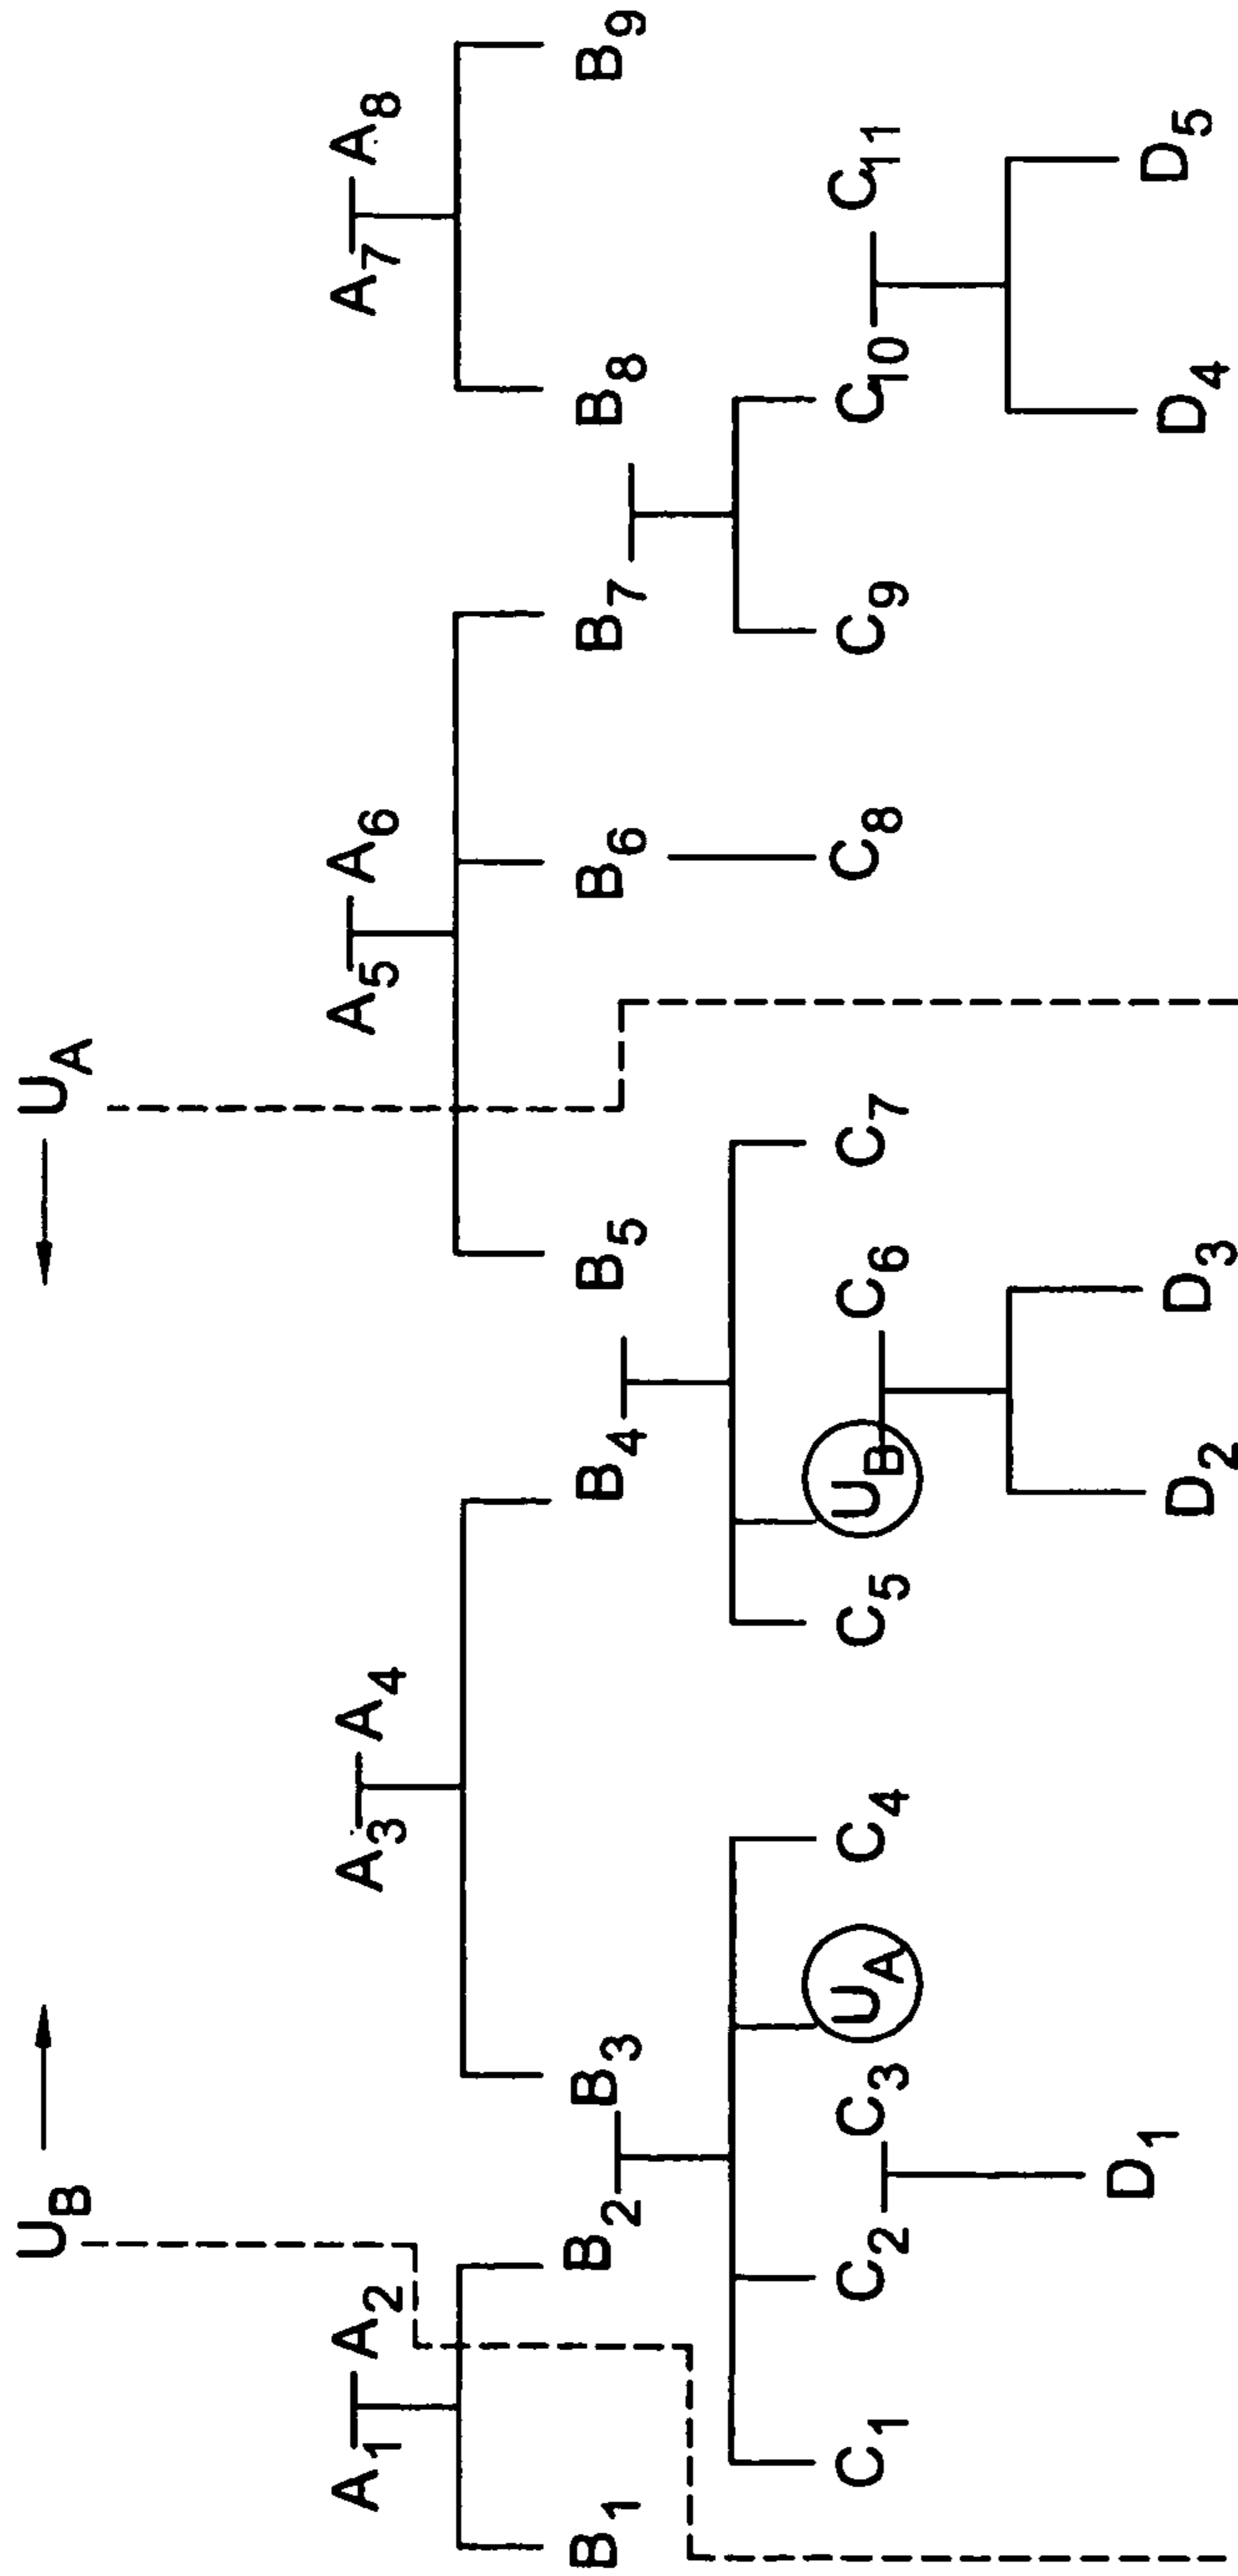 U_B U_A
A_1 A_2 A_3 A_4 A_5 A_6 A_7 A_8
B_1 B_2 B_3 B_4 B_5 B_6 B_7 B_8 B_9
C_1 C_2 C_3 U_A C_4 C_5 U_B C_6 C_7 C_8 C_9 C_10 C_11
D_1 D_2 D_3 D_4 D_5